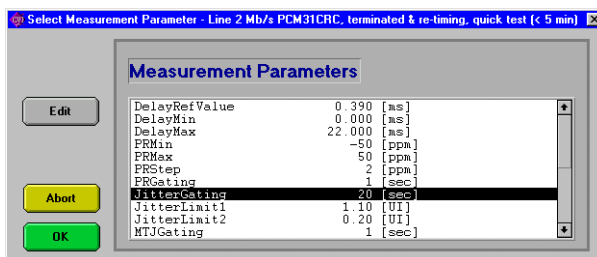 Select Measurement Parameter - Line 2 Mb/s PCM31CRC, terminated & re-timing, quick test (< 5 min)
Measurement Parameters
Edit
Abort
OK
DelayRefValue 0.390 [ms]
DelayMin 0.000 [ms]
DelayMax 22.000 [ms]
PRMin -50 [ppm]
PRMax 50 [ppm]
PRStep 2 [ppm]
PRGating 1 [sec]
JitterGating 20 [sec]
JitterLimit1 1.10 [UI]
JitterLimit2 0.20 [UI]
MTJGating 1 [sec]